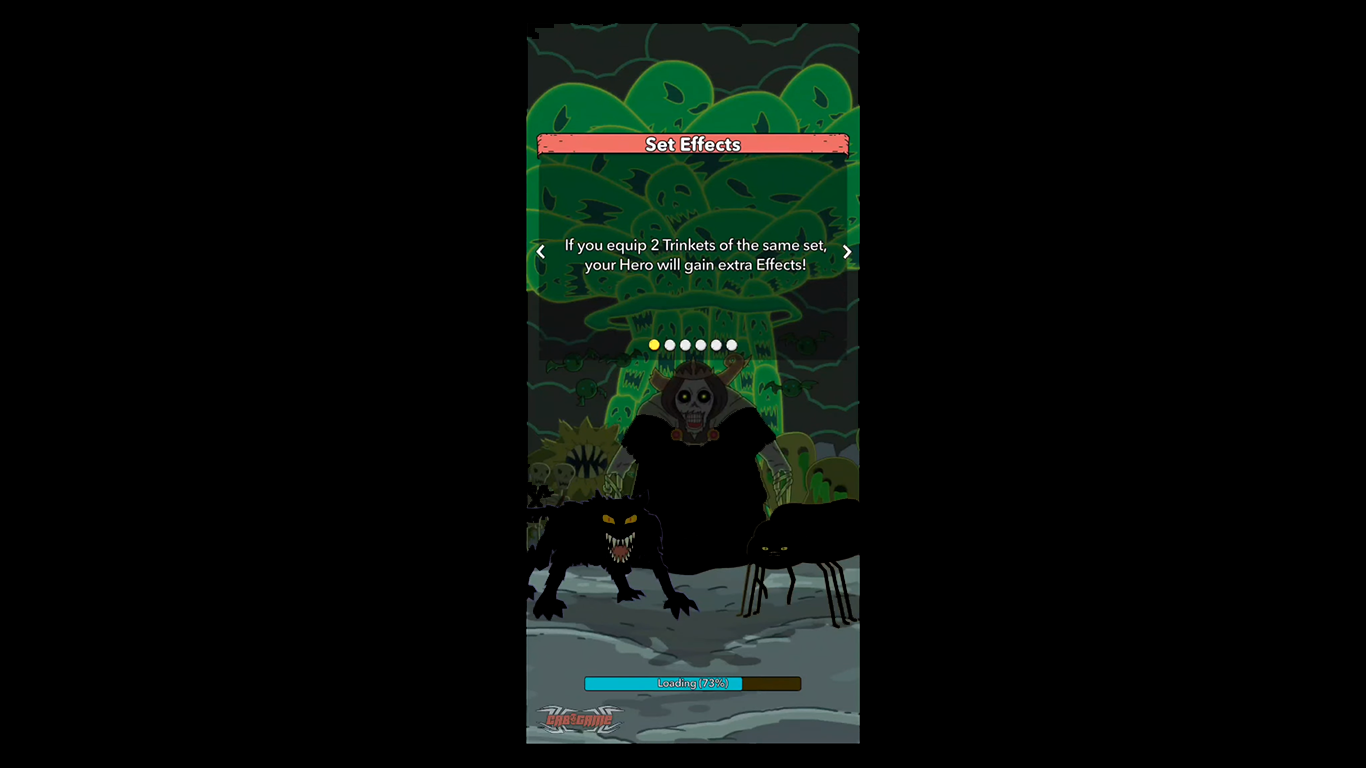 Set Effects
If you equip 2 Trinkets of the same set,
your Hero will gain extra Effects!
Loading (73%)